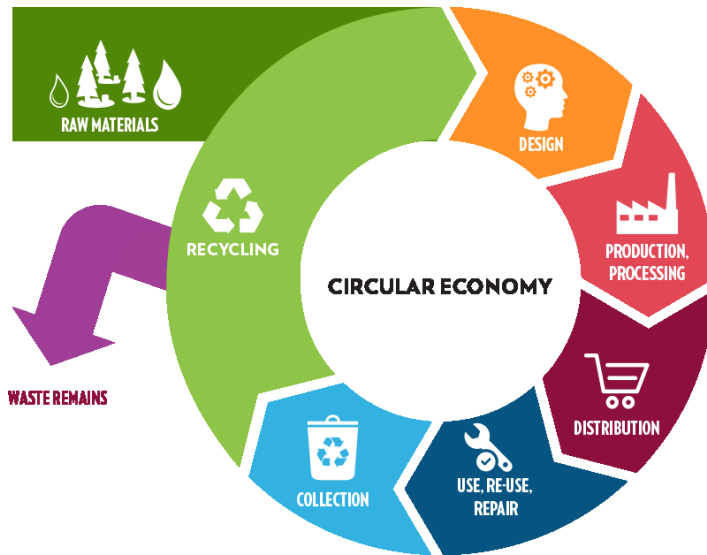 RAW MATERIALS
DESIGN
RECYCLING
PRODUCTION,
PROCESSING
CIRCULAR ECONOMY
WASTE REMAINS
DISTRIBUTION
USE, RE-USE,
REPAIR
COLLECTION